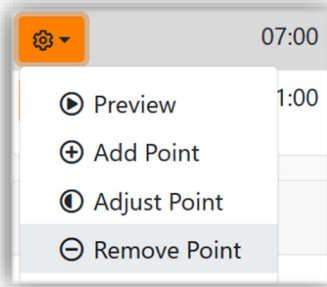 07:00
1:00
Preview
Add Point
Adjust Point
Remove Point